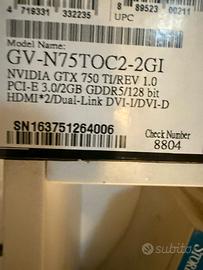 4 719331 332235
8 89523 00211
UPC
Model Name:
GV-N75TOC2-2GI
NVIDIA GTX 750 TI/REV 1.0
PCI-E 3.0/2GB GDDR5/128 bit
HDMI*2/Dual-Link DVI-I/DVI-D
SN163751264006
Check Number
8804
subito